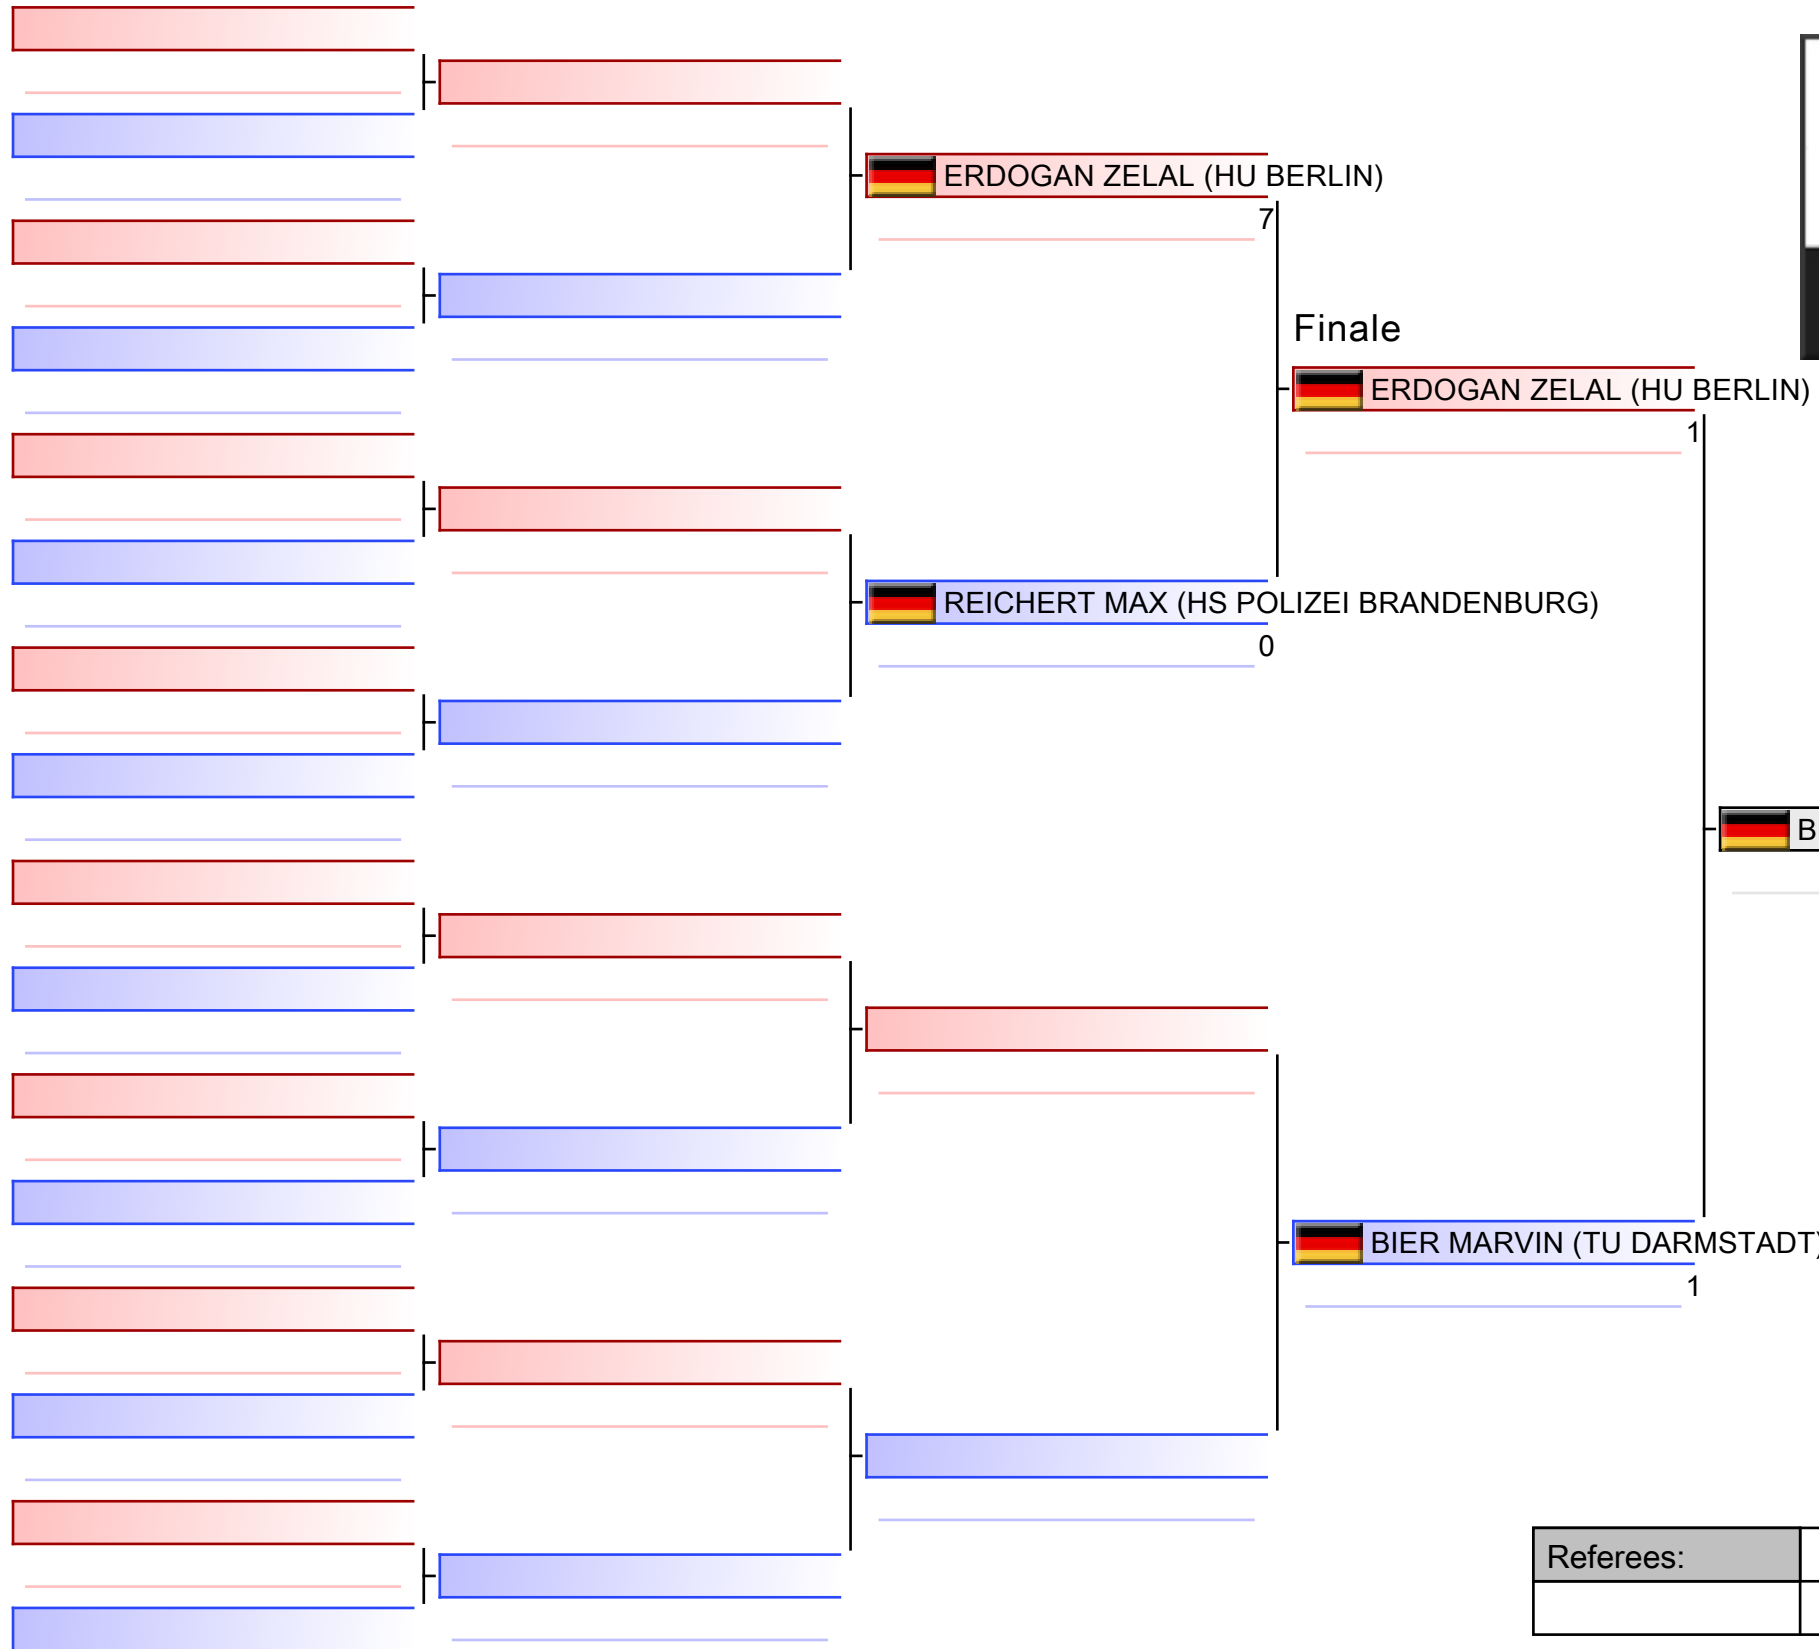 ERDOGAN ZELAL (HU BERLIN)
7
Finale
ERDOGAN ZELAL (HU BERLIN)
1
REICHERT MAX (HS POLIZEI BRANDENBURG)
0
B
BIER MARVIN (TU DARMSTADT)
1
Referees: